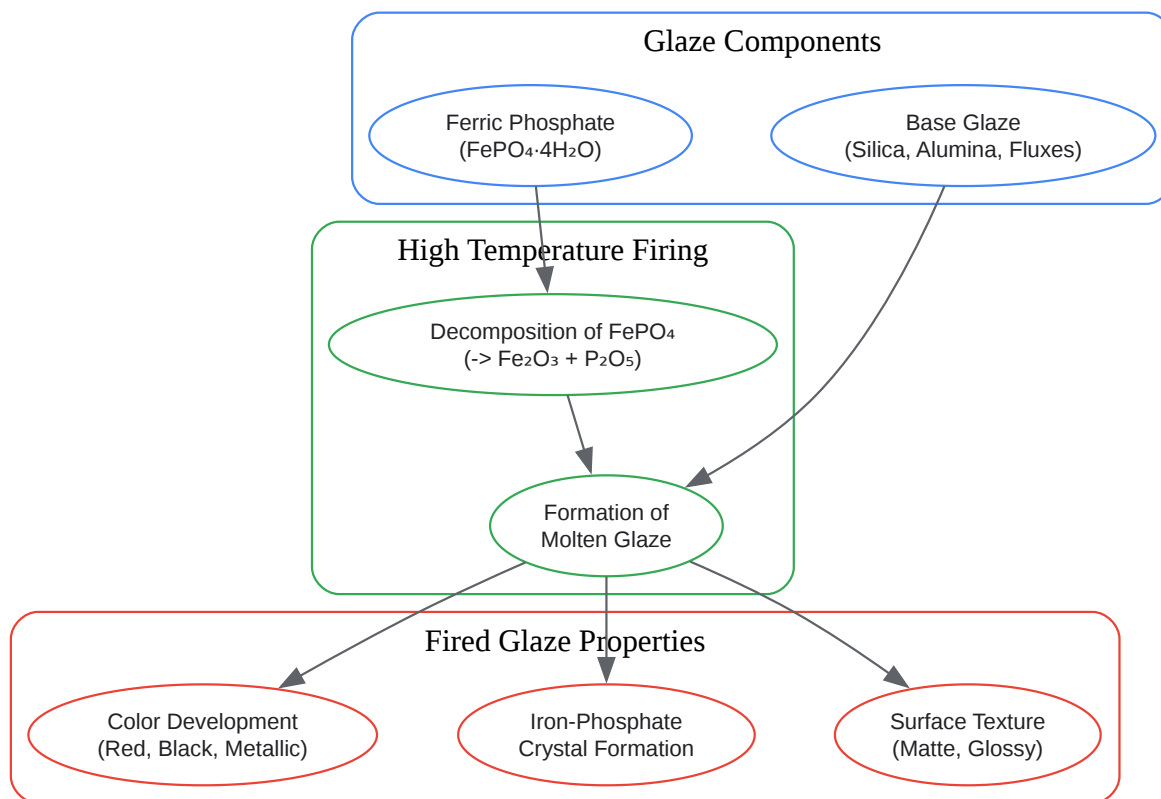 Glaze Components
Ferric Phosphate
(FePO₄·4H₂O)
Base Glaze
(Silica, Alumina, Fluxes)
High Temperature Firing
Decomposition of FePO₄
(-> Fe₂O₃ + P₂O₅)
Formation of
Molten Glaze
Fired Glaze Properties
Color Development
(Red, Black, Metallic)
Iron-Phosphate
Crystal Formation
Surface Texture
(Matte, Glossy)